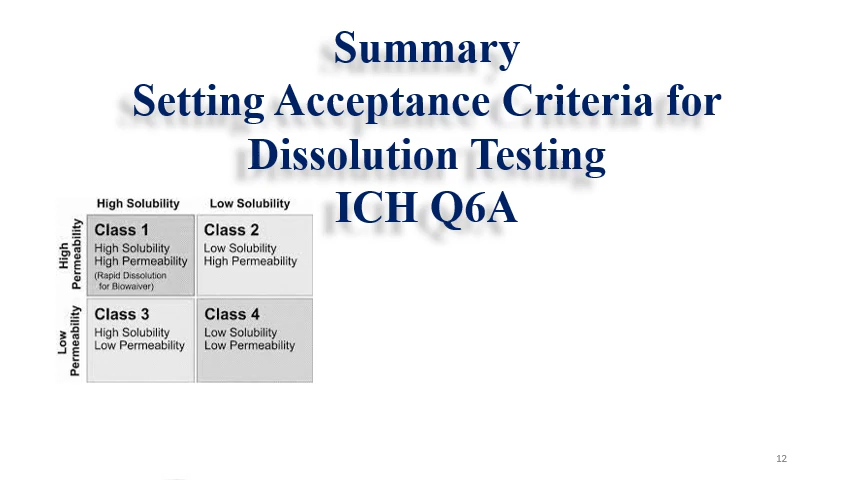 Summary
Setting Acceptance Criteria for
Dissolution Testing
ICH Q6A
High Solubility Low Solubility
High
Permeability
Class 1
High Solubility
High Permeability
(Rapid Dissolution
for Biowaiver)
Class 2
Low Solubility
High Permeability
Low
Permeability
Class 3
High Solubility
Low Permeability
Class 4
Low Solubility
Low Permeability
12